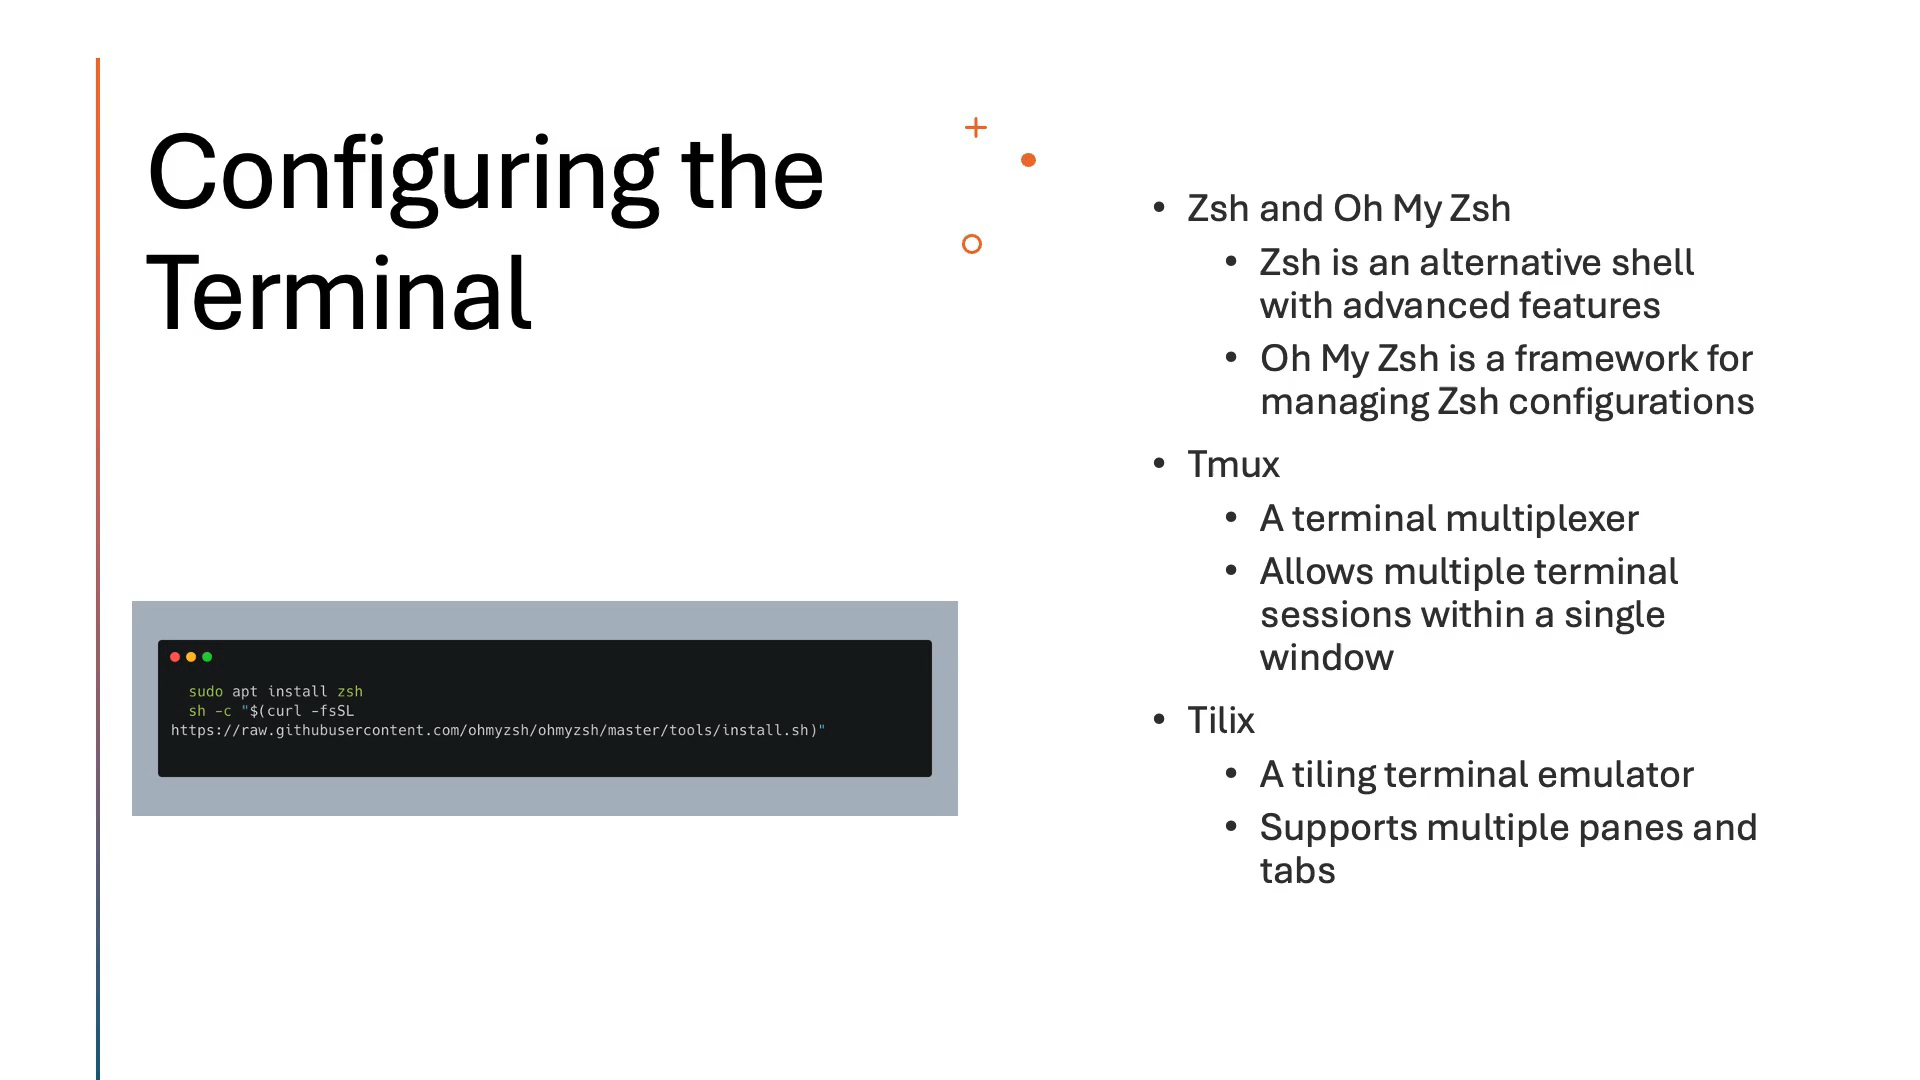 Configuring the
Terminal
sudo apt install zsh
sh -c "$(curl -fsSL
https://raw.githubusercontent.com/ohmyzsh/ohmyzsh/master/tools/install.sh)"
• Zsh and Oh My Zsh
• Zsh is an alternative shell
with advanced features
• Oh My Zsh is a framework for
managing Zsh configurations
• Tmux
• A terminal multiplexer
• Allows multiple terminal
sessions within a single
window
• Tilix
• A tiling terminal emulator
• Supports multiple panes and
tabs